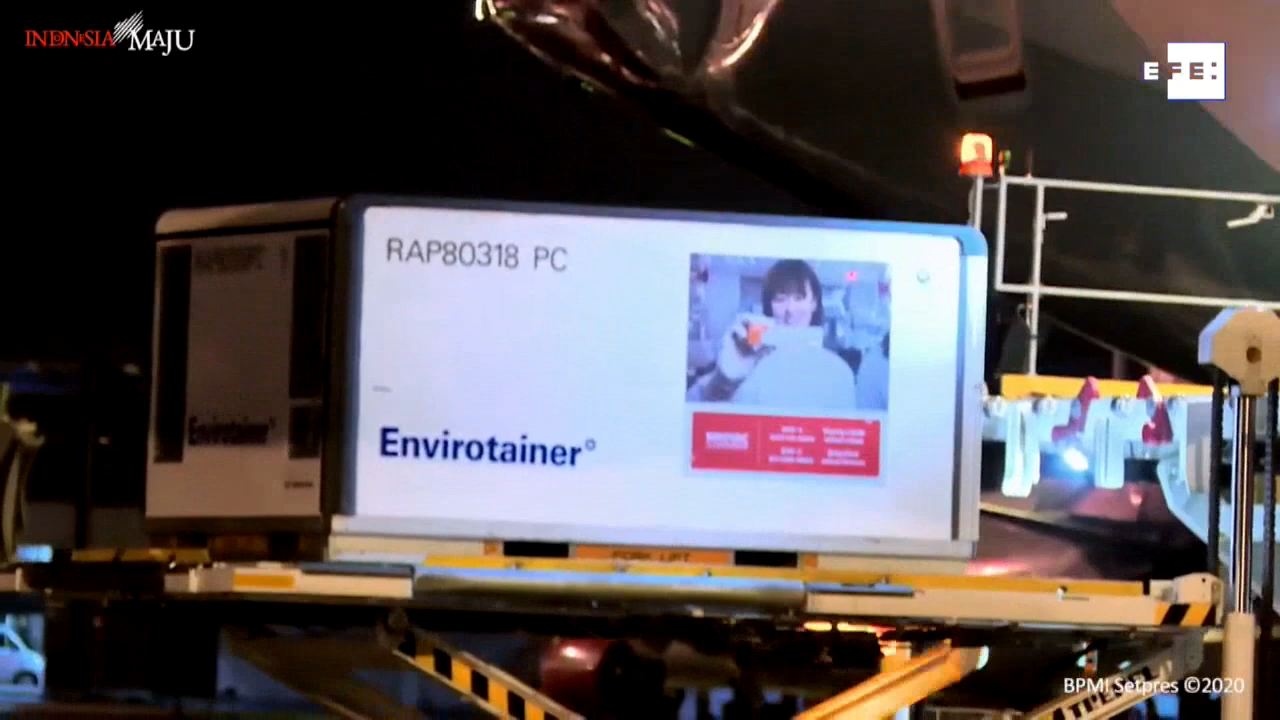 INDONESIA MAJU
EFE:
RAP80318 PC
Envirotainer
Envirotainer
FORK LIFT
BPMI Setpres ©2020